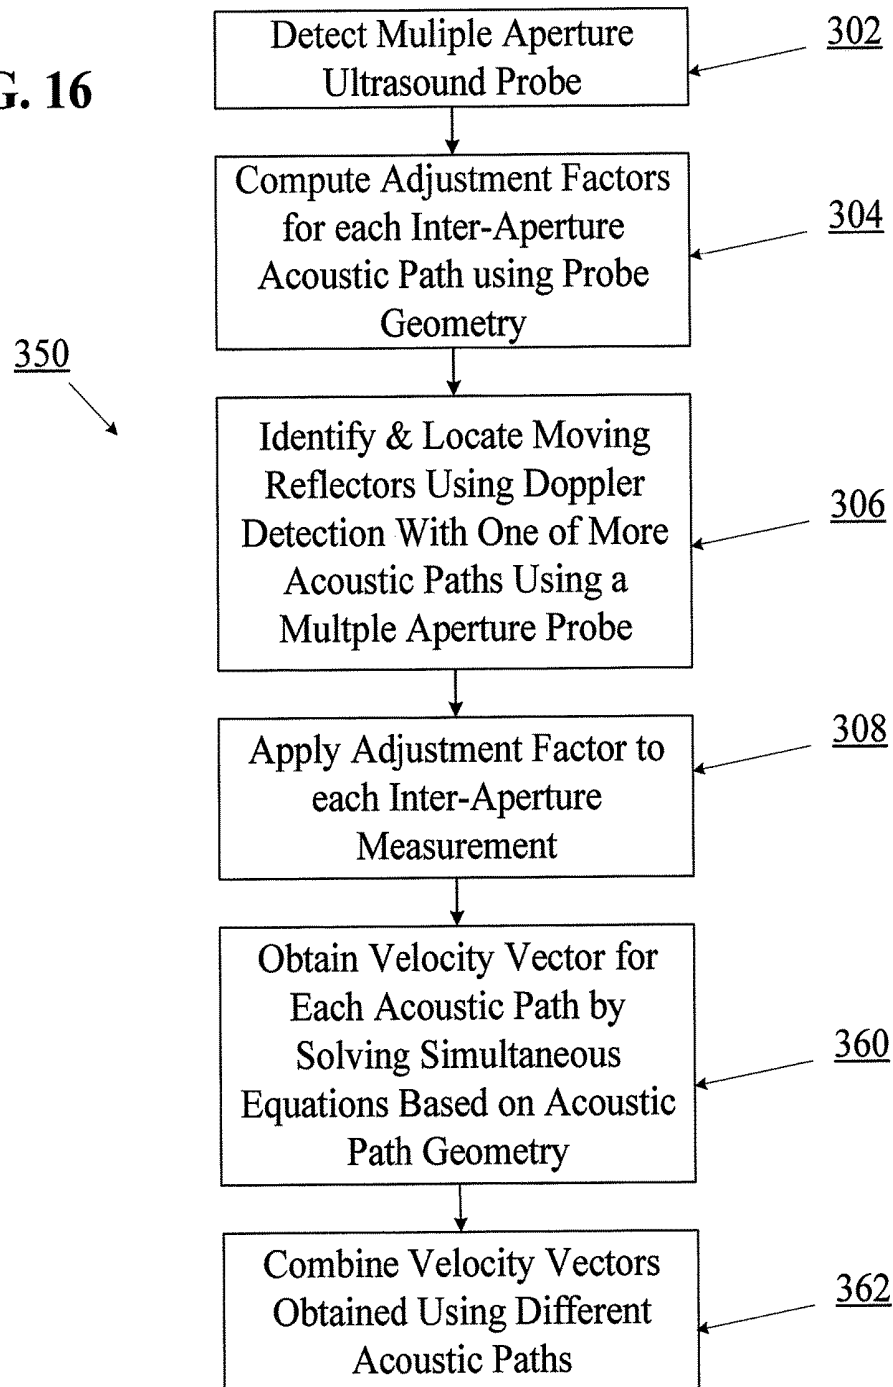 Detect Muliple Aperture
Ultrasound Probe
302
G. 16
Compute Adjustment Factors
for each Inter-Aperture
Acoustic Path using Probe
Geometry
304
350
Identify & Locate Moving
Reflectors Using Doppler
Detection With One of More
Acoustic Paths Using a
Multple Aperture Probe
306
Apply Adjustment Factor to
each Inter-Aperture
Measurement
308
Obtain Velocity Vector for
Each Acoustic Path by
Solving Simultaneous
Equations Based on Acoustic
Path Geometry
360
Combine Velocity Vectors
Obtained Using Different
Acoustic Paths
362